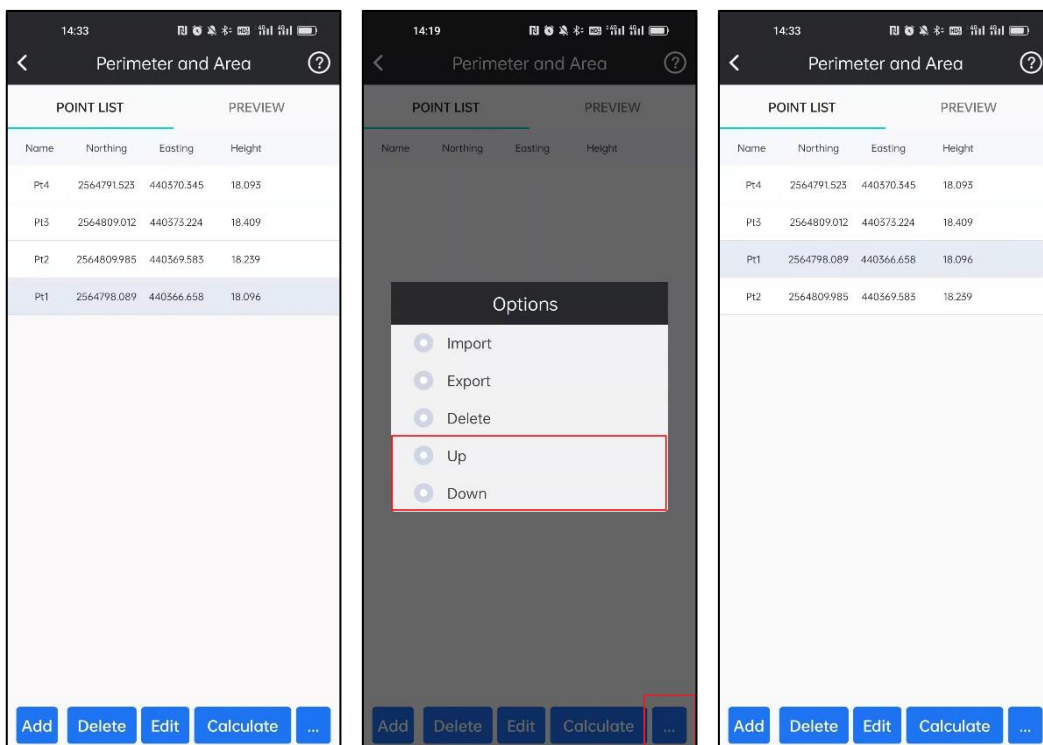 14:33
Perimeter and Area
POINT LIST PREVIEW
Name Northing Easting Height
Pt4 2564791.523 440370.345 18.093
Pt3 2564809.012 440373.224 18.409
Pt2 2564809.985 440369.583 18.239
Pt1 2564798.089 440366.658 18.096
Add Delete Edit Calculate ...
14:19
Perimeter and Area
POINT LIST PREVIEW
Name Northing Easting Height
Options
Import
Export
Delete
Up
Down
Add Delete Edit Calculate ...
14:33
Perimeter and Area
POINT LIST PREVIEW
Name Northing Easting Height
Pt4 2564791.523 440370.345 18.093
Pt3 2564809.012 440373.224 18.409
Pt1 2564798.089 440366.658 18.096
Pt2 2564809.985 440369.583 18.239
Add Delete Edit Calculate ...